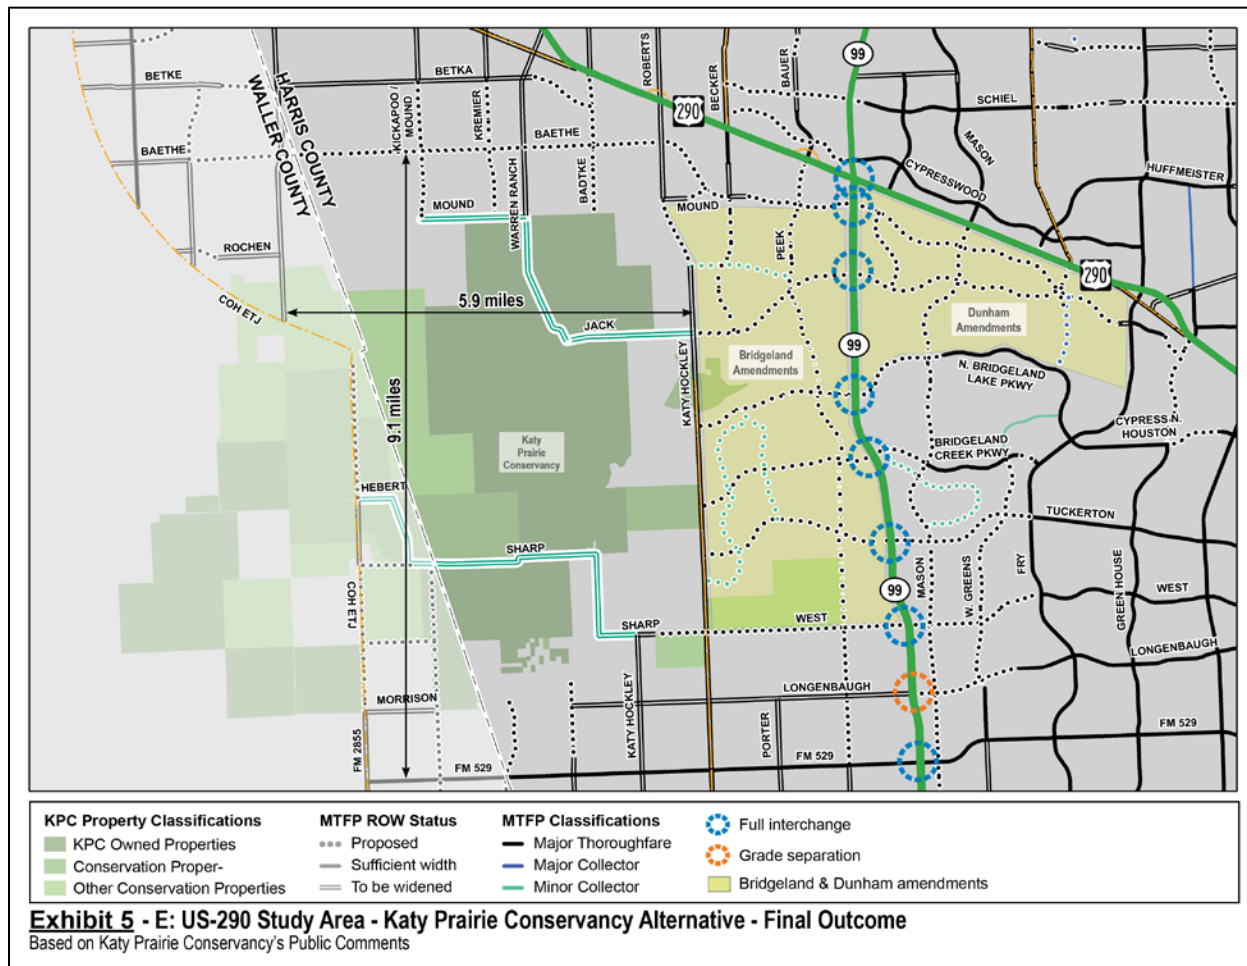 BETKE
BETKA
HARRIS COUNTY
WALLER COUNTY
KICKAPOO/
MOUND
KREMIER
BAETHE
BAETHE
WARREN RANCH
BADTKE
ROBERTS
BECKER
BAUER
290
99
SCHIEL
MASON
CYPRESSWOOD
HUFFMEISTER
MOUND
MOUND
PEEK
ROCHEN
COH ETJ
5.9 miles
9.1 miles
JACK
KATY HOCKLEY
290
99
Dunham
Amendments
Bridgeland
Amendments
N. BRIDGELAND
LAKE PKWY
CYPRESS N.
HOUSTON
BRIDGELAND
CREEK PKWY
Katy
Prairie
Conservancy
HEBERT
SHARP
TUCKERTON
COH ETJ
99
MASON
W. GREENS
FRY
GREEN HOUSE
WEST
SHARP
WEST
LONGENBAUGH
MORRISON
LONGENBAUGH
KATY HOCKLEY
PORTER
FM 2855
FM 529
FM 529
FM 529
KPC Property Classifications
KPC Owned Properties
Conservation Proper-
Other Conservation Properties
MTFP ROW Status
Proposed
Sufficient width
To be widened
MTFP Classifications
Major Thoroughfare
Major Collector
Minor Collector
Full interchange
Grade separation
Bridgeland & Dunham amendments
Exhibit 5 - E: US-290 Study Area - Katy Prairie Conservancy Alternative - Final Outcome
Based on Katy Prairie Conservancy's Public Comments